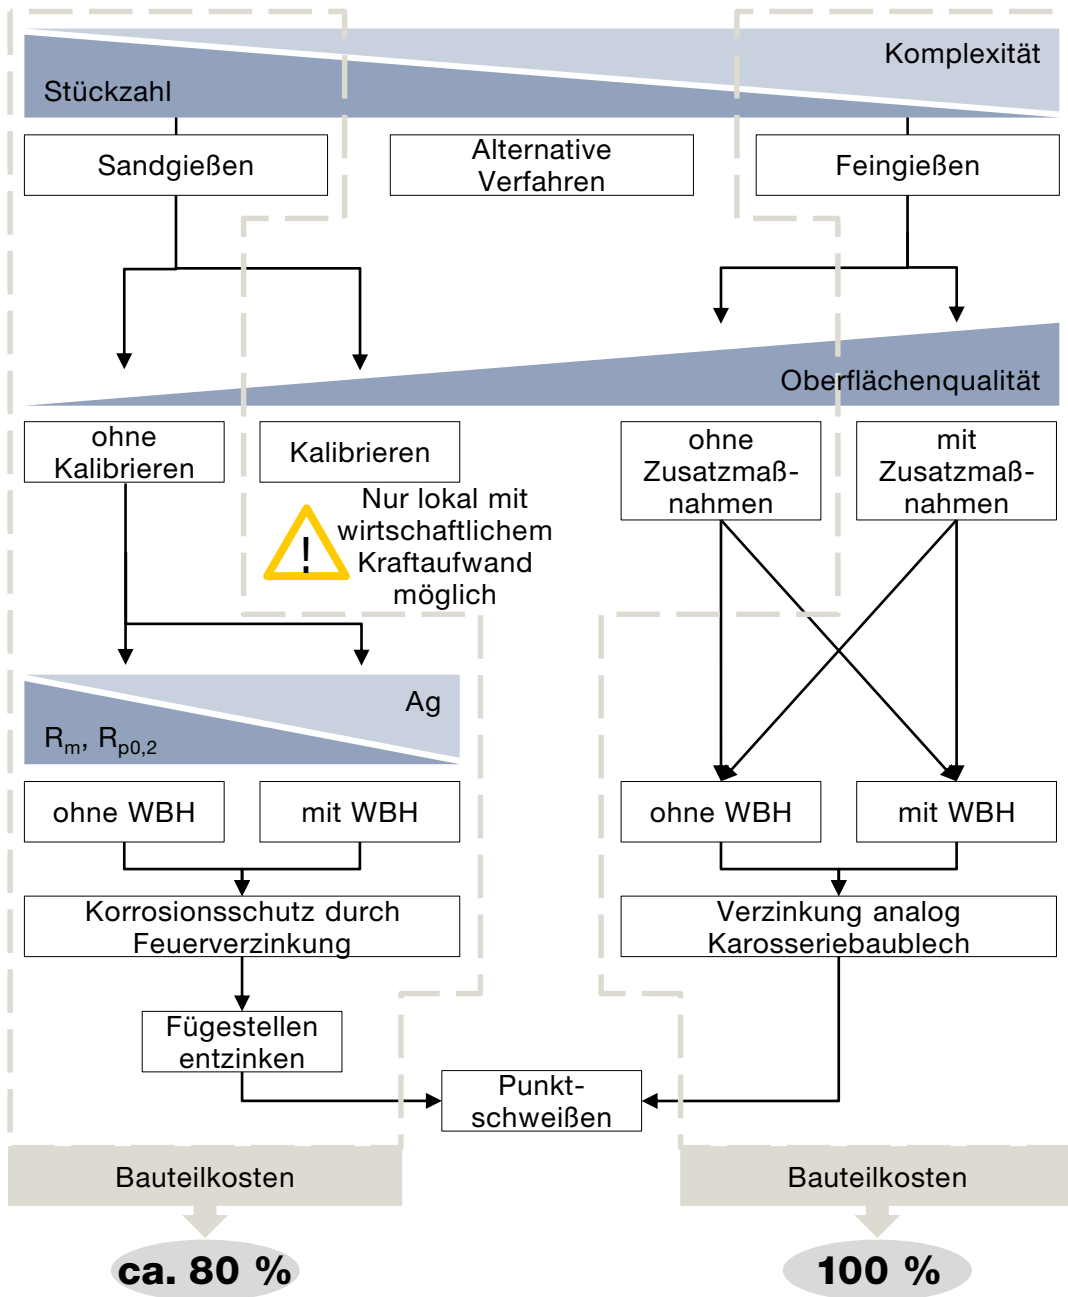 Komplexität
Stückzahl
Sandgießen
Alternative
Verfahren
Feingießen
Oberflächenqualität
ohne
Kalibrieren
Kalibrieren
ohne
Zusatzmaß-
nahmen
mit
Zusatzmaß-
nahmen
!
Nur lokal mit
wirtschaftlichem
Kraftaufwand
möglich
Ag
Rm, Rp0,2
ohne WBH
mit WBH
ohne WBH
mit WBH
Korrosionsschutz durch
Feuerverzinkung
Verzinkung analog
Karosseriebaublech
Fügestellen
entzinken
Punkt-
schweißen
Bauteilkosten
Bauteilkosten
ca. 80 %
100 %